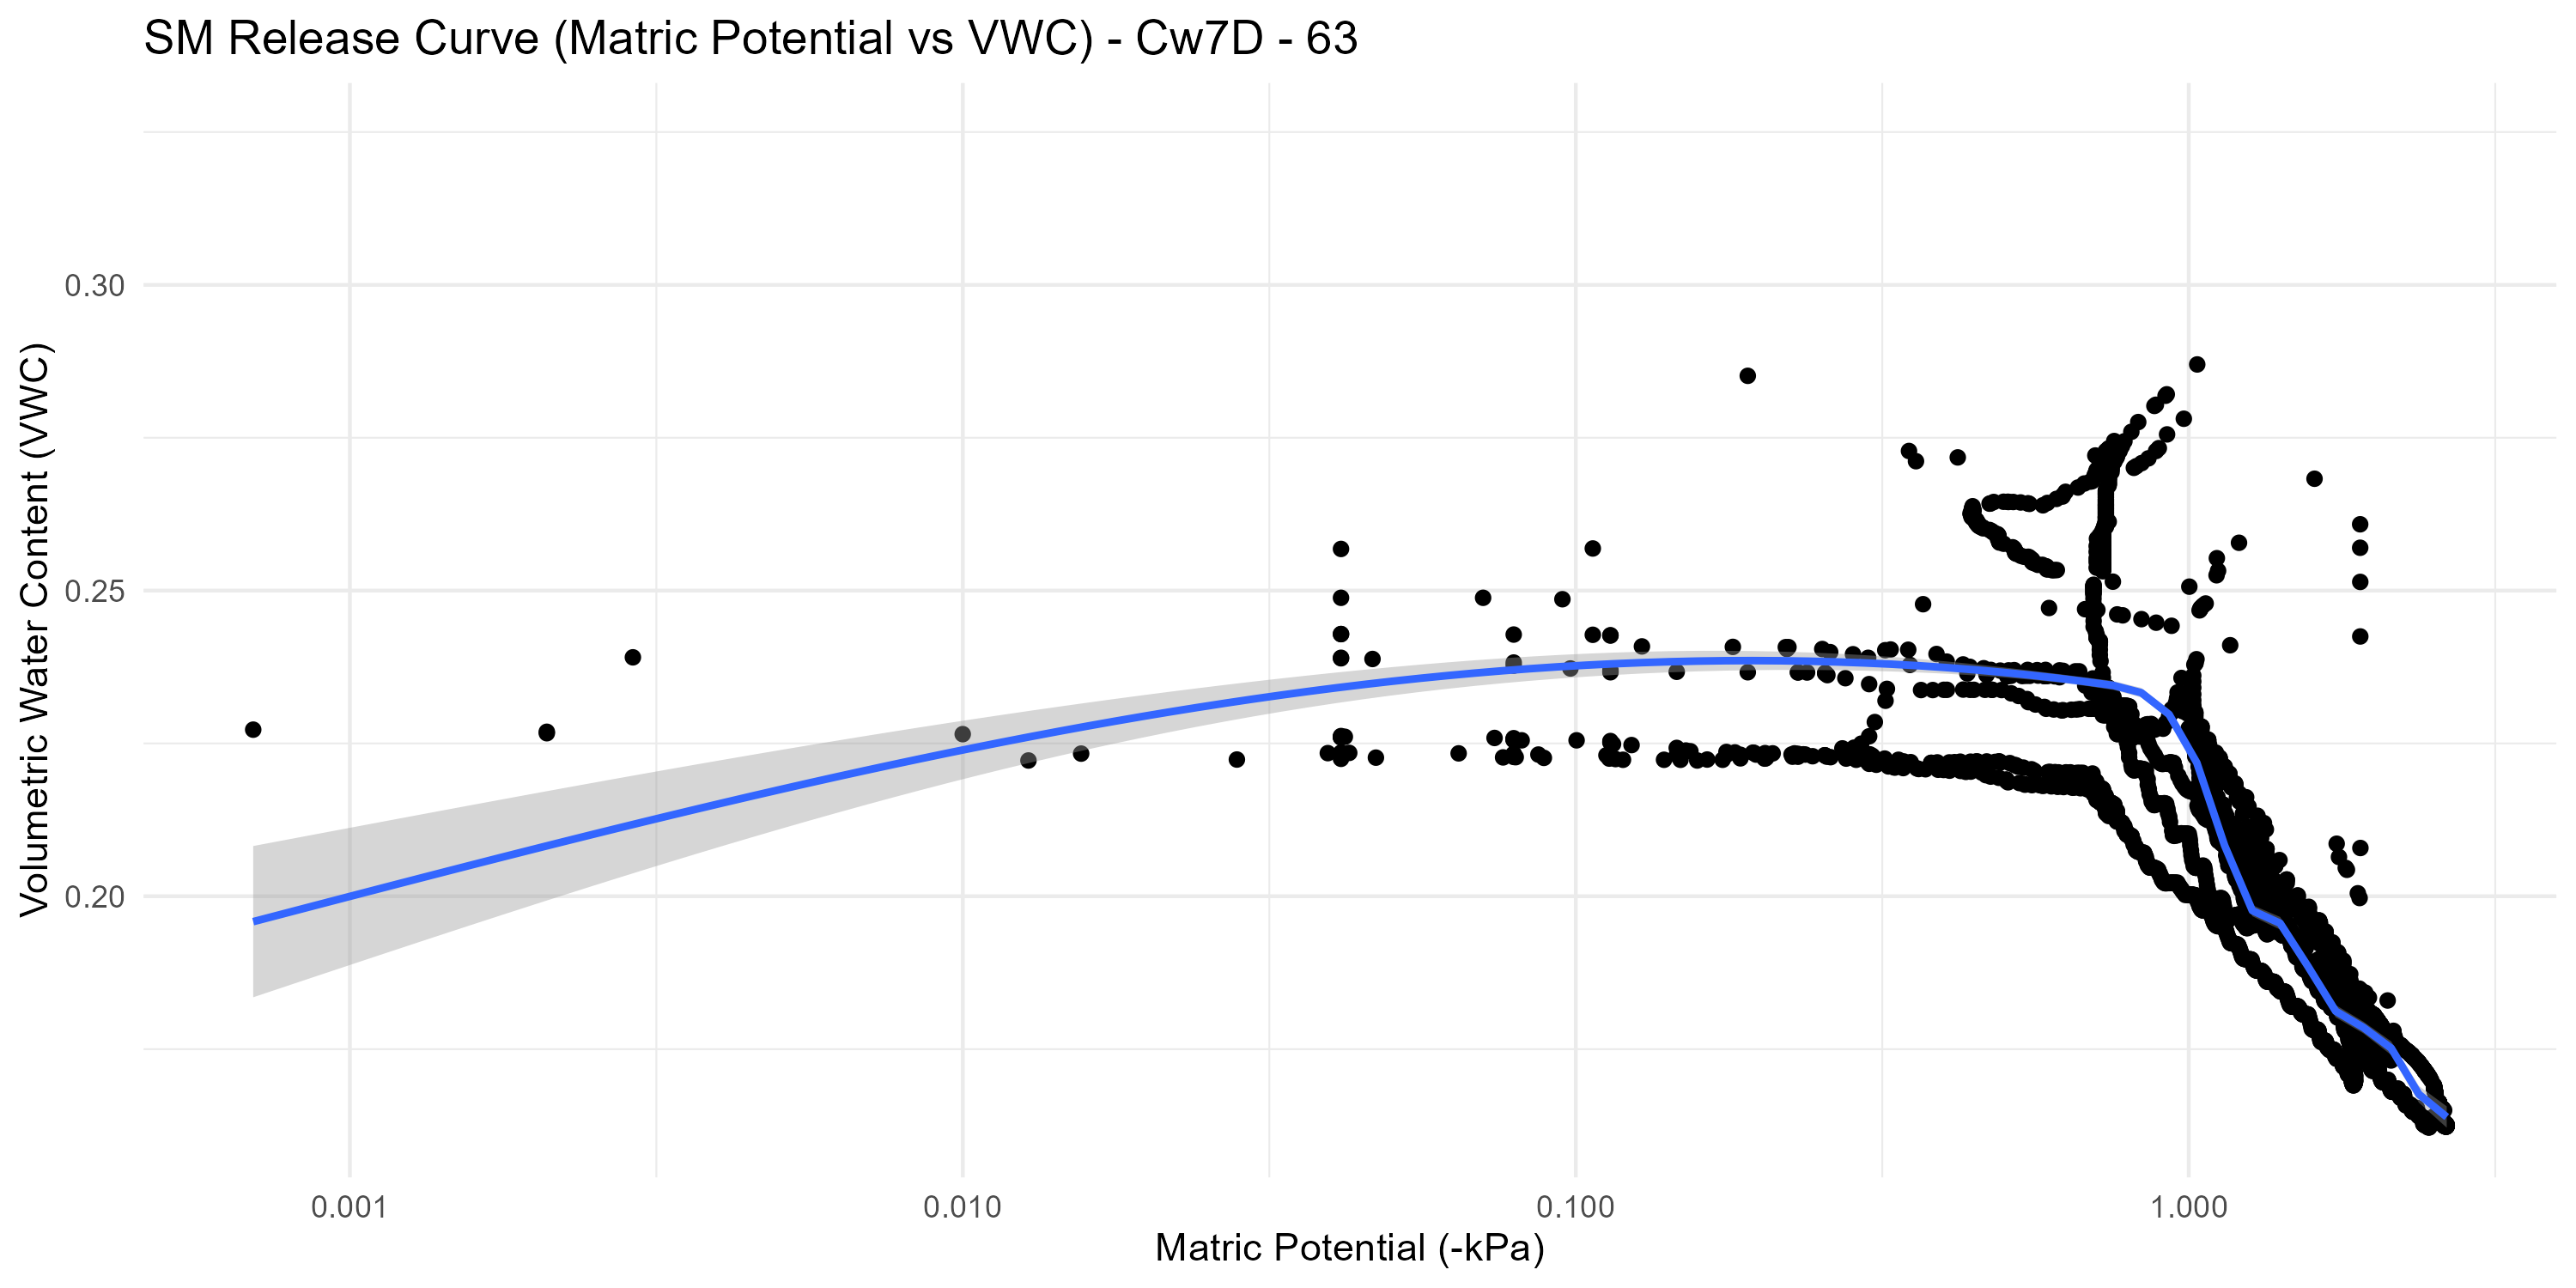 SM Release Curve (Matric Potential vs VWC) - Cw7D - 63
Volumetric Water Content (VWC)
0.30
0.25
0.20
0.001
0.010
0.100
1.000
Matric Potential (-kPa)